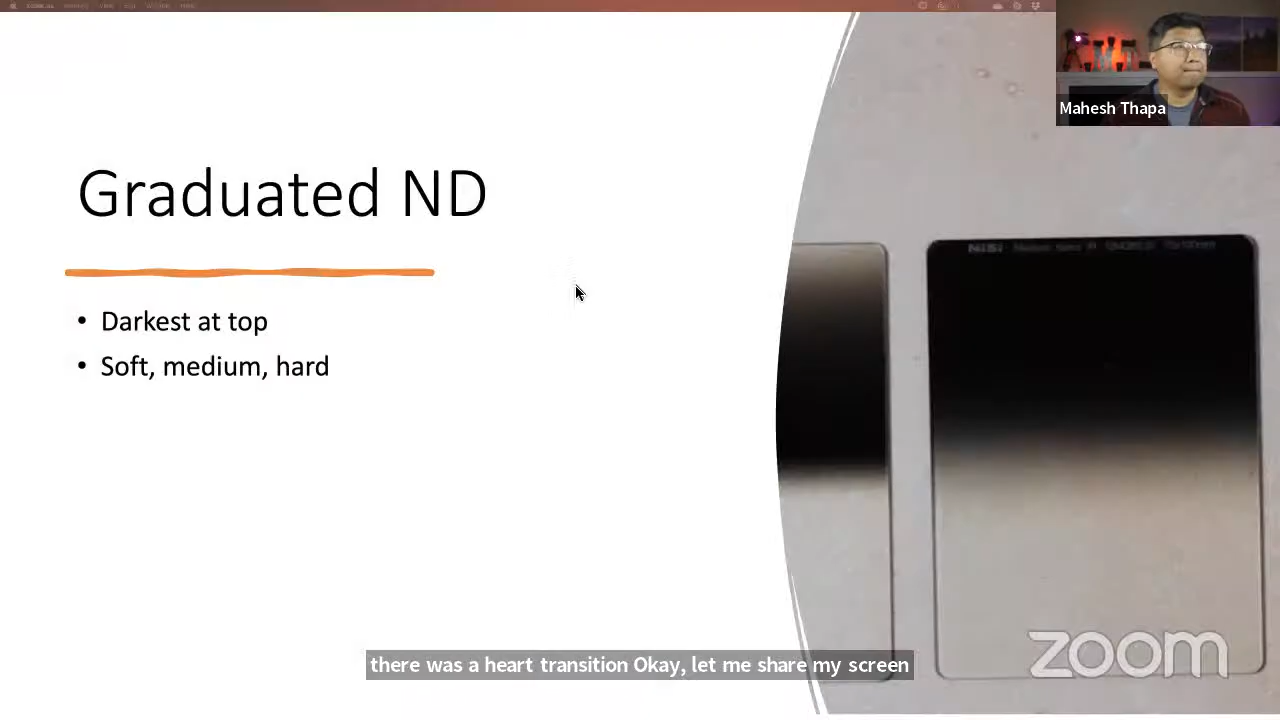 Mahesh Thapa
Graduated ND
• Darkest at top
• Soft, medium, hard
NiSi
there was a heart transition Okay, let me share my screen
zoom